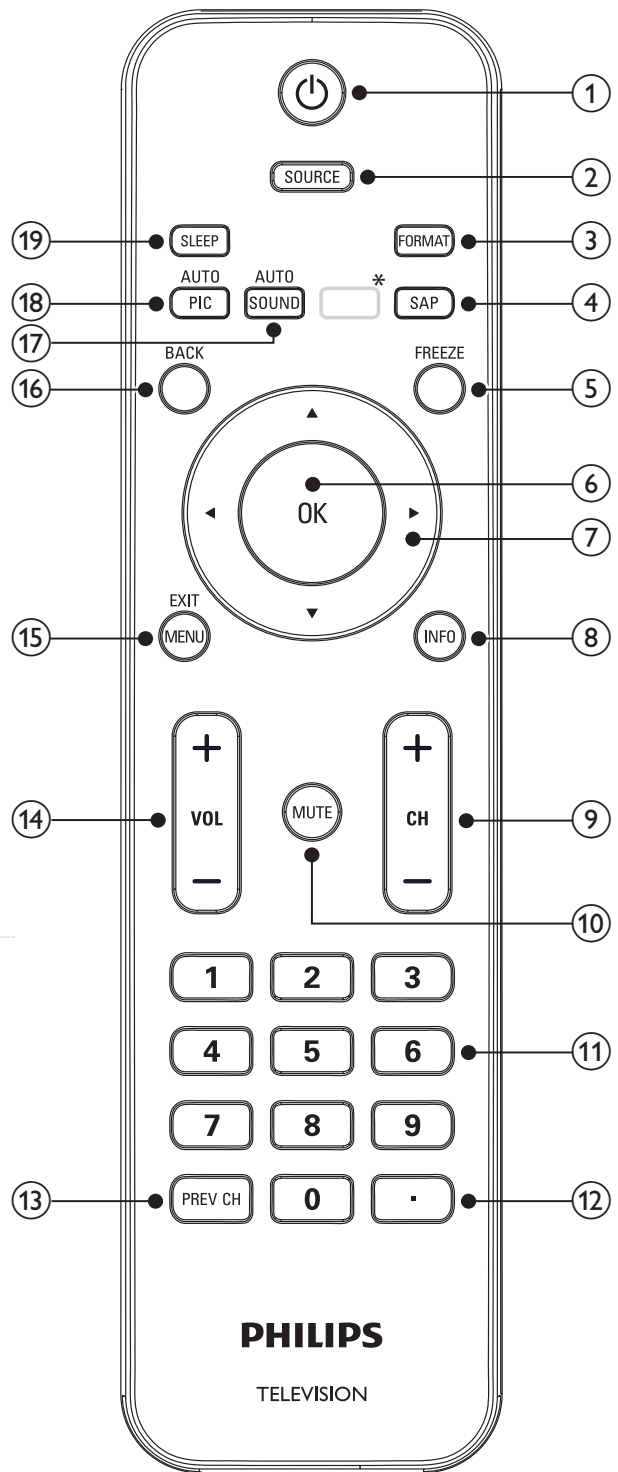 1
SOURCE
2
19
SLEEP
FORMAT
3
AUTO
AUTO
*
18
PIC
SOUND
SAP
4
17
BACK
FREEZE
16
5
6
OK
7
EXIT
15
MENU
INFO
8
+
+
14
VOL
MUTE
CH
9
–
–
10
1
2
3
4
5
6
11
7
8
9
13
PREV CH
0
.
12
PHILIPS
TELEVISION